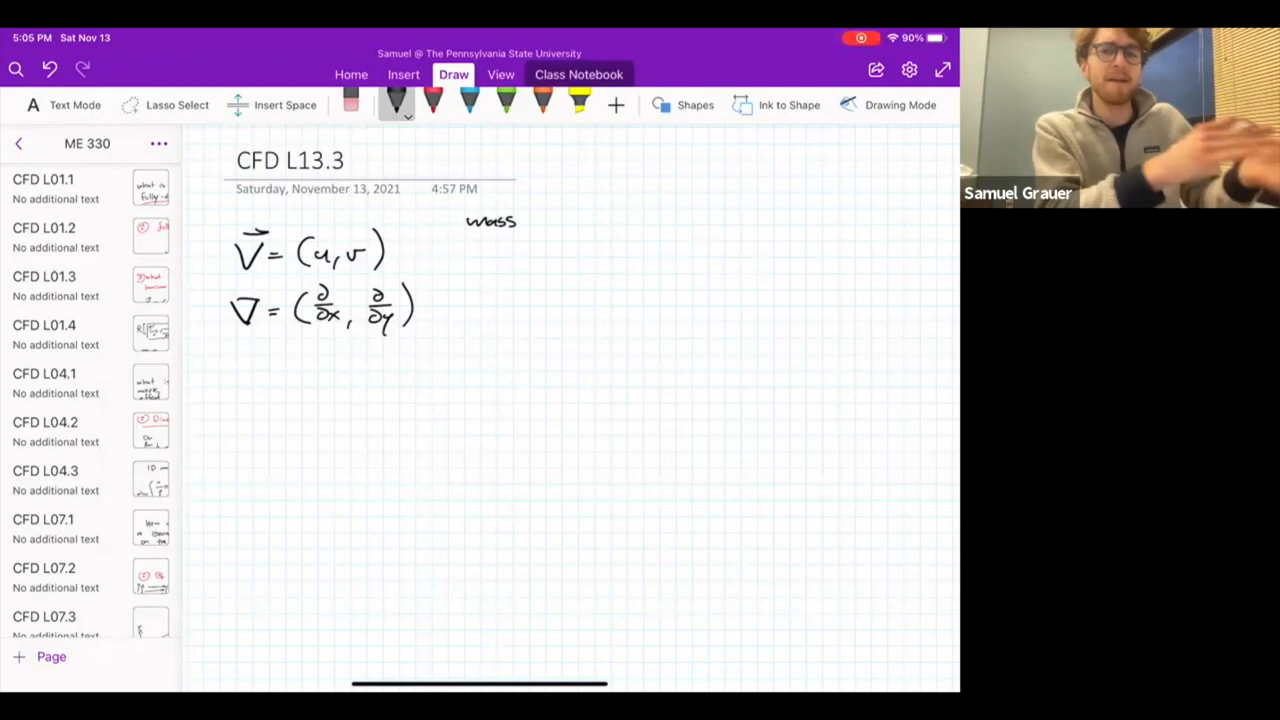 5:05 PM Sat Nov 13
90%
Samuel @ The Pennsylvania State University
Home Insert Draw View Class Notebook
A Text Mode Lasso Select Insert Space Shapes Ink to Shape Drawing Mode
ME 330
CFD L01.1
No additional text
CFD L01.2
No additional text
CFD L01.3
No additional text
CFD L01.4
No additional text
CFD L04.1
No additional text
CFD L04.2
No additional text
CFD L04.3
No additional text
CFD L07.1
No additional text
CFD L07.2
No additional text
CFD L07.3
No additional text
+ Page
CFD L13.3
Saturday, November 13, 2021 4:57 PM
mass
V⃗ = (u, v)
∇ = (∂/∂x, ∂/∂y)
Samuel Grauer